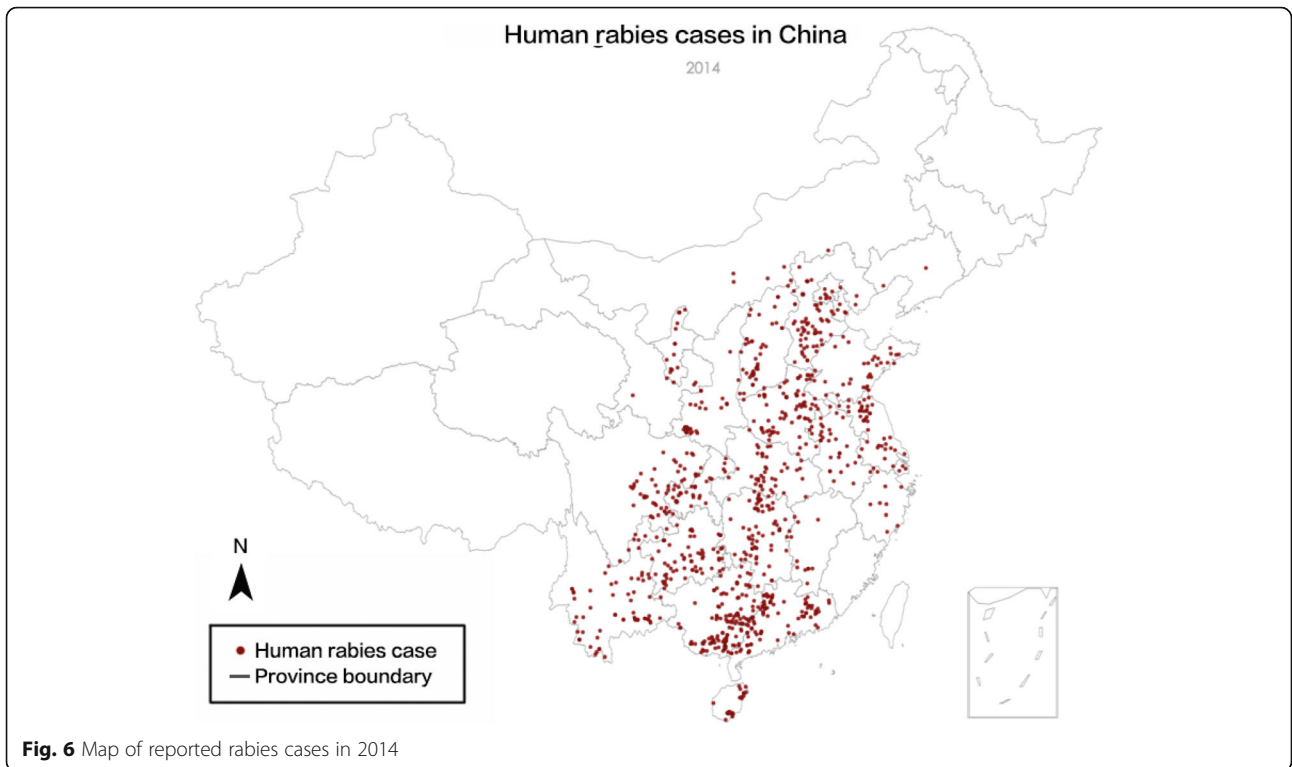 Human rabies cases in China
2014
N
Human rabies case
Province boundary
Fig. 6 Map of reported rabies cases in 2014